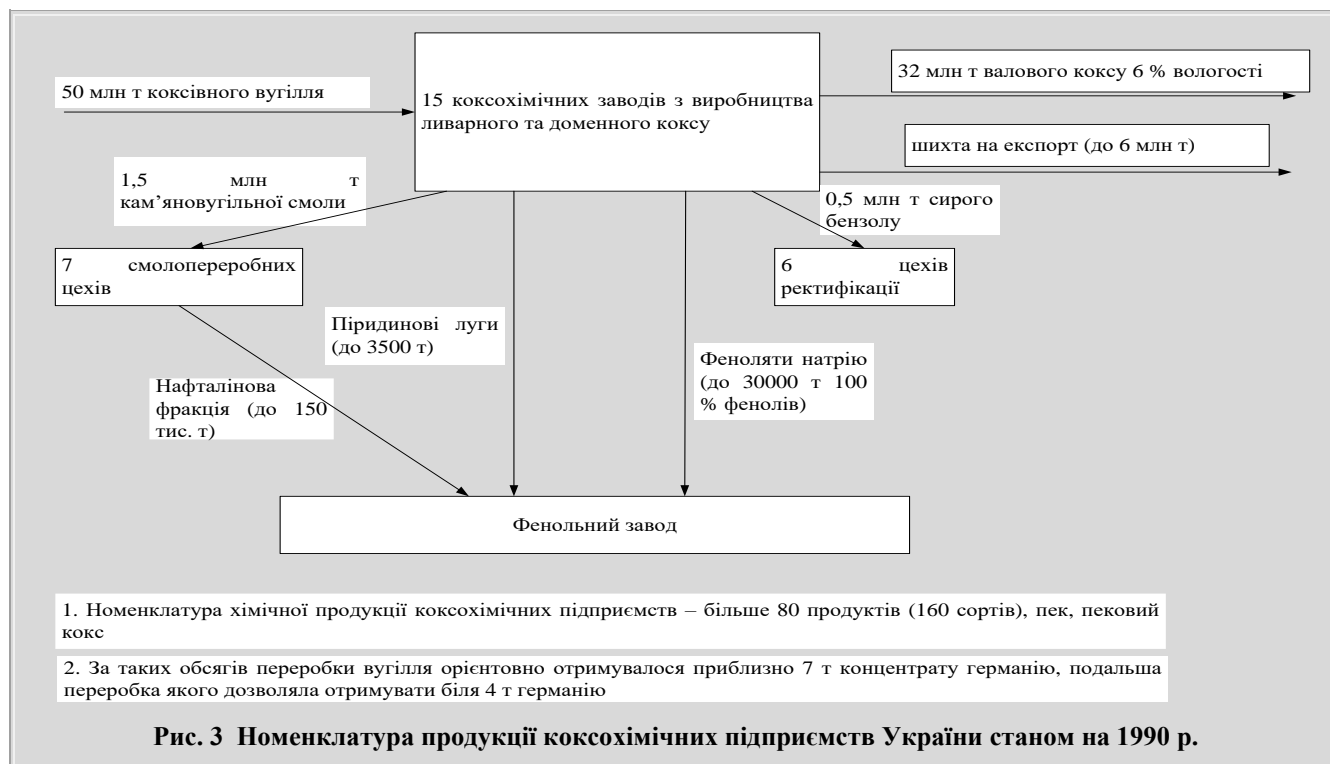 50 млн т коксівного вугілля
15 коксохімічних заводів з виробництва
ливарного та доменного коксу
32 млн т валового коксу 6 % вологості
шихта на експорт (до 6 млн т)
1,5 млн т
кам’яновугільної смоли
0,5 млн т сирого
бензолу
7 смолопереробних
цехів
6 цехів
ректифікації
Піридинові луги
(до 3500 т)
Феноляти натрію
(до 30000 т 100
% фенолів)
Нафталінова
фракція (до 150
тис. т)
Фенольний завод
1. Номенклатура хімічної продукції коксохімічних підприємств – більше 80 продуктів (160 сортів), пек, пековий
кокс
2. За таких обсягів переробки вугілля орієнтовно отримувалося приблизно 7 т концентрату германію, подальша
переробка якого дозволяла отримувати біля 4 т германію
Рис. 3 Номенклатура продукції коксохімічних підприємств України станом на 1990 р.